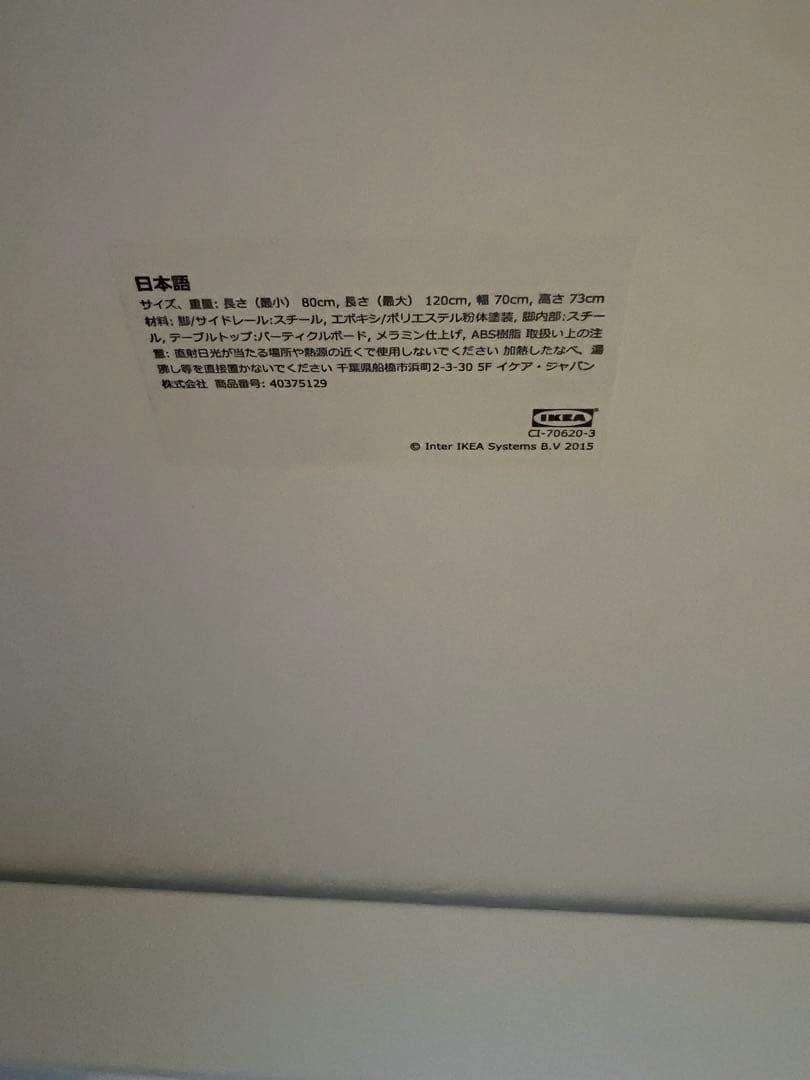 日本語
サイズ、重量: 長さ（最小） 80cm, 長さ（最大） 120cm, 幅 70cm, 高さ 73cm
材料: 脚/サイドレール:スチール, エポキシ/ポリエステル粉体塗装, 脚内部:スチー
ル, テーブルトップ:パーティクルボード, メラミン仕上げ, ABS樹脂 取扱い上の注
意: 直射日光が当たる場所や熱源の近くで使用しないでください 加熱したなべ、湯
沸し等を直接置かないでください 千葉県船橋市浜町2-3-30 5F イケア・ジャパン
株式会社 商品番号: 40375129
IKEA
CI-70620-3
© Inter IKEA Systems B.V 2015